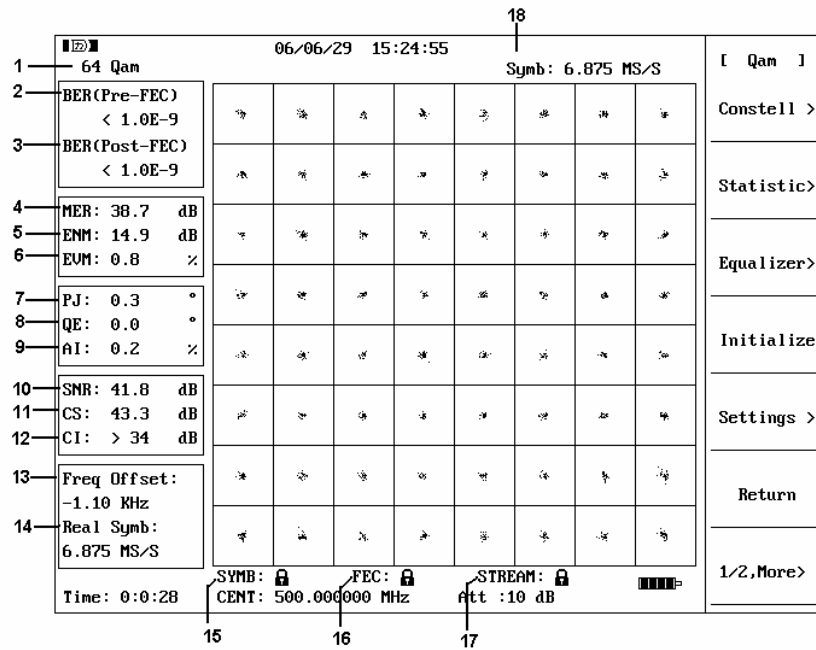 18
06/06/29 15:24:55
1
64 Qam
Symb: 6.875 MS/S
2
BER(Pre-FEC)
< 1.0E-9
3
BER(Post-FEC)
< 1.0E-9
4
MER: 38.7 dB
5
ENM: 14.9 dB
6
EVM: 0.8 %
7
PJ: 0.3 °
8
QE: 0.0 °
9
AI: 0.2 %
10
SNR: 41.8 dB
11
CS: 43.3 dB
12
CI: > 34 dB
13
Freq Offset:
-1.10 KHz
14
Real Symb:
6.875 MS/S
SYMB: FEC: STREAM:
Time: 0:0:28 CENT: 500.000000 MHz Att :10 dB
15
16
17
[ Qam ]
Constell >
Statistic>
Equalizer>
Initialize
Settings >
Return
1/2,More>